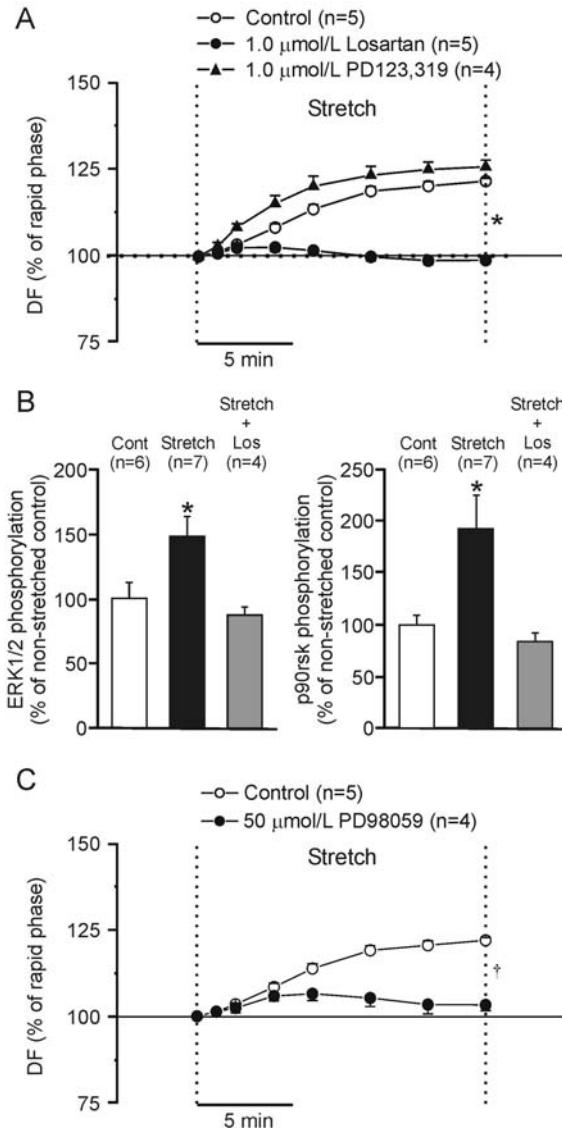 A
Control (n=5)
1.0 μmol/L Losartan (n=5)
1.0 μmol/L PD123,319 (n=4)
Stretch
DF (% of rapid phase)
150
125
100
75
*
5 min
B
Cont
(n=6)
Stretch
(n=7)
Stretch
+
Los
(n=4)
ERK1/2 phosphorylation
(% of non-stretched control)
200
150
100
50
0
*
Cont
(n=6)
Stretch
(n=7)
Stretch
+
Los
(n=4)
p90rsk phosphorylation
(% of non-stretched control)
250
200
150
100
50
0
*
C
Control (n=5)
50 μmol/L PD98059 (n=4)
Stretch
DF (% of rapid phase)
150
125
100
75
†
5 min